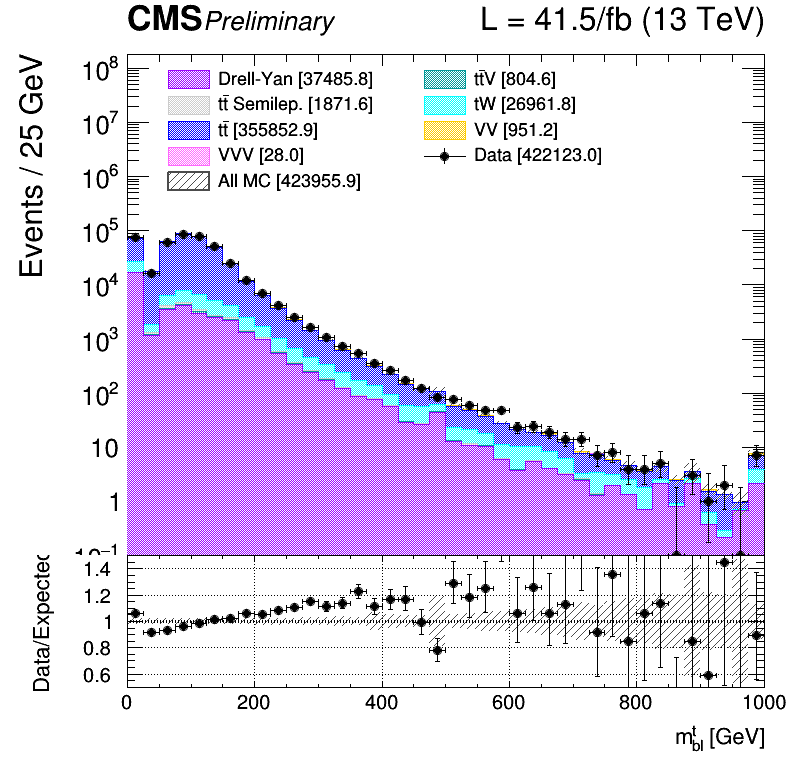 CMS Preliminary L = 41.5/fb (13 TeV)
Events / 25 GeV
10^8
10^7
10^6
10^5
10^4
10^3
10^2
10
1
10^-1
Drell-Yan [37485.8]
tt̄ Semilep. [1871.6]
tt̄ [355852.9]
VVV [28.0]
All MC [423955.9]
tt̄V [804.6]
tW [26961.8]
VV [951.2]
Data [422123.0]
Data/Expected
1.4
1.2
1
0.8
0.6
0 200 400 600 800 1000
m^t_bl [GeV]